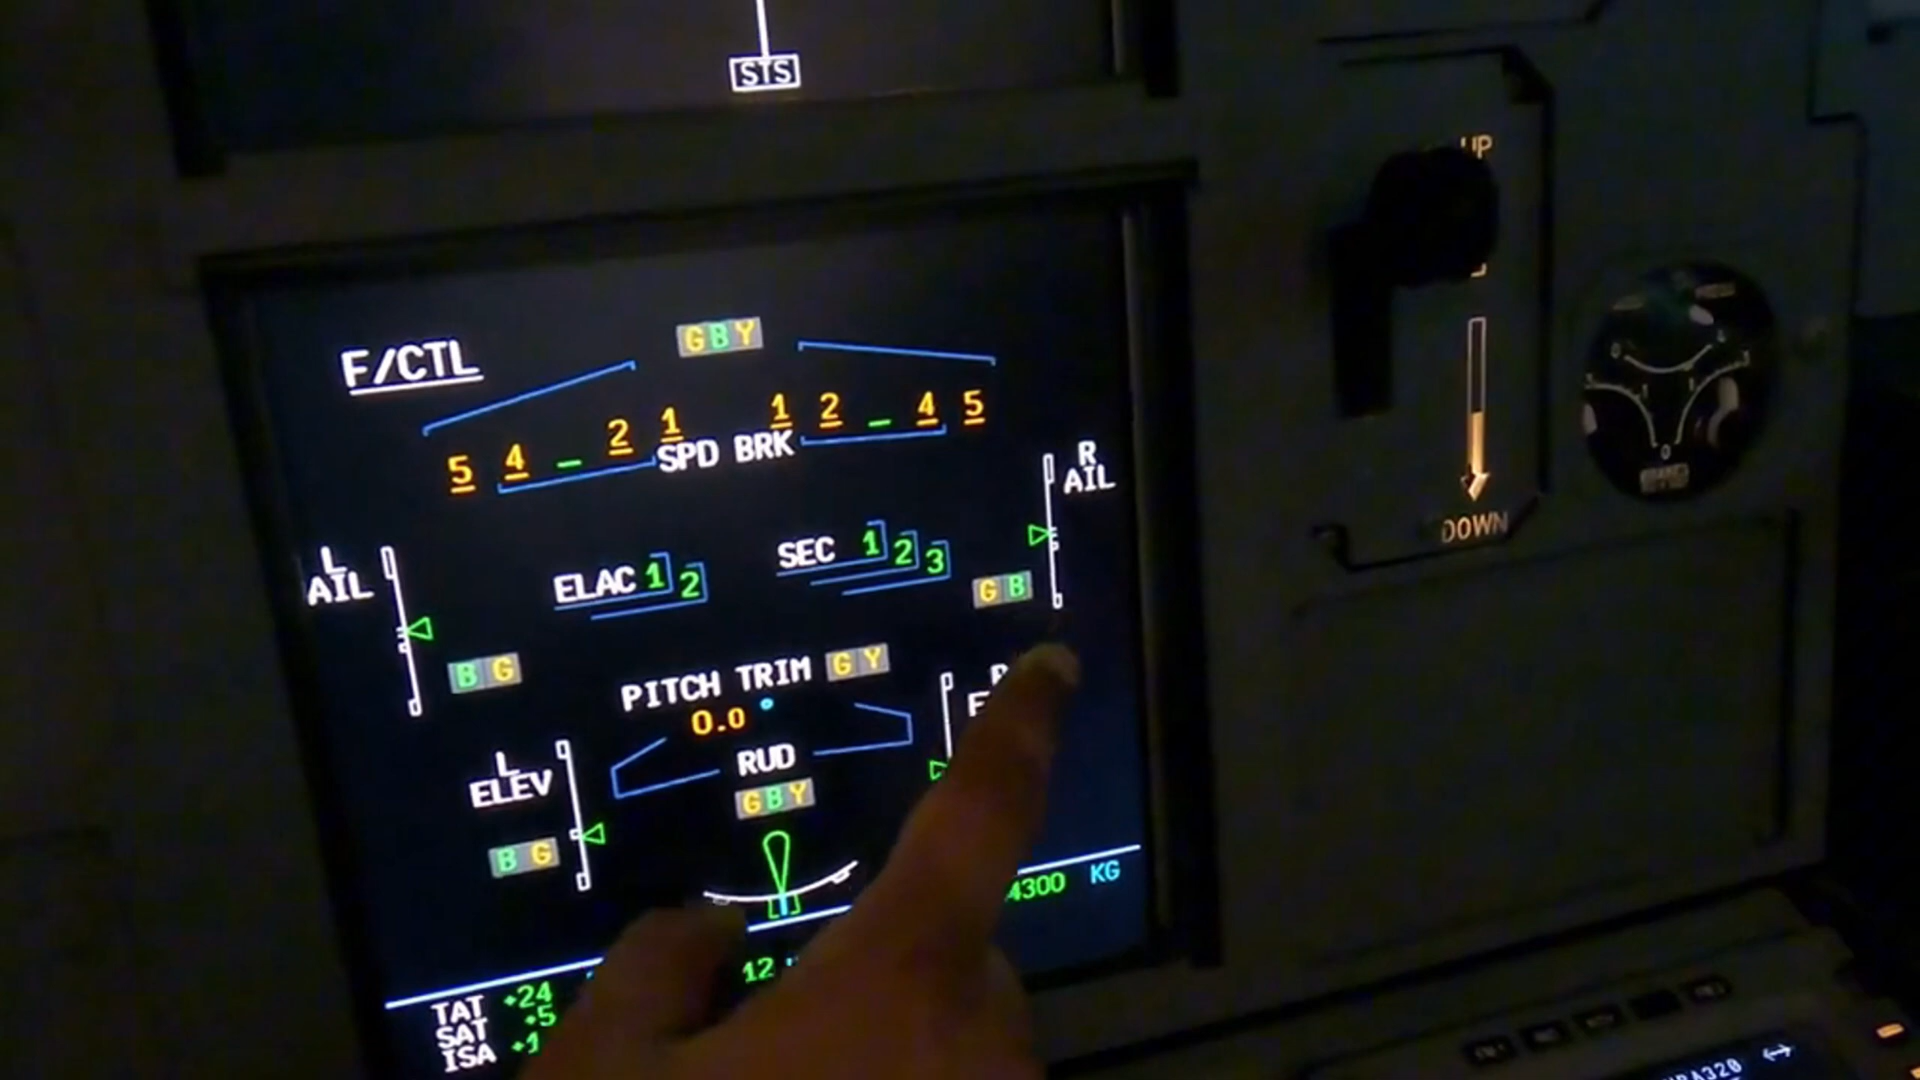 STS
UP
F/CTL
G B Y
5 4 _ 2 1 1 2 _ 4 5
SPD BRK
R
AIL
L
AIL
ELAC 1 2
SEC 1 2 3
G B
B G
PITCH TRIM G Y
0.0 °
L
ELEV
RUD
G B Y
B G
DOWN
4300 KG
TAT +24
SAT +5
ISA +1
12
A320